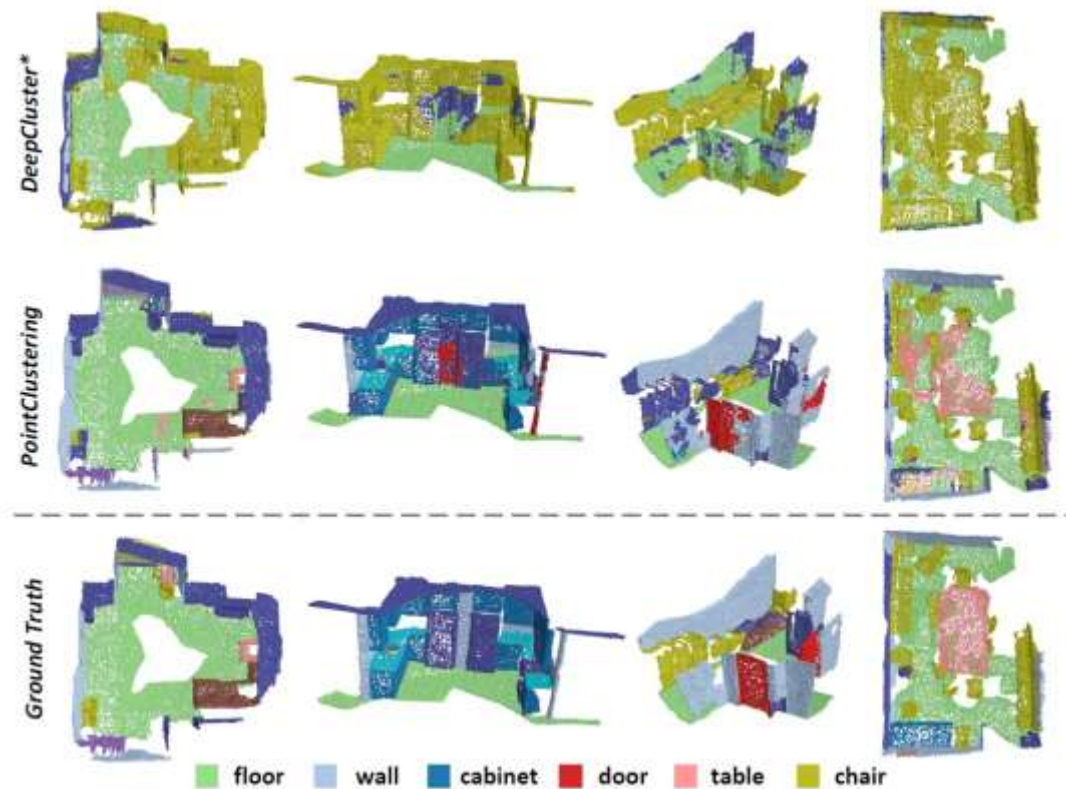 DeepCluster*
PointClustering
Ground Truth
floor wall cabinet door table chair